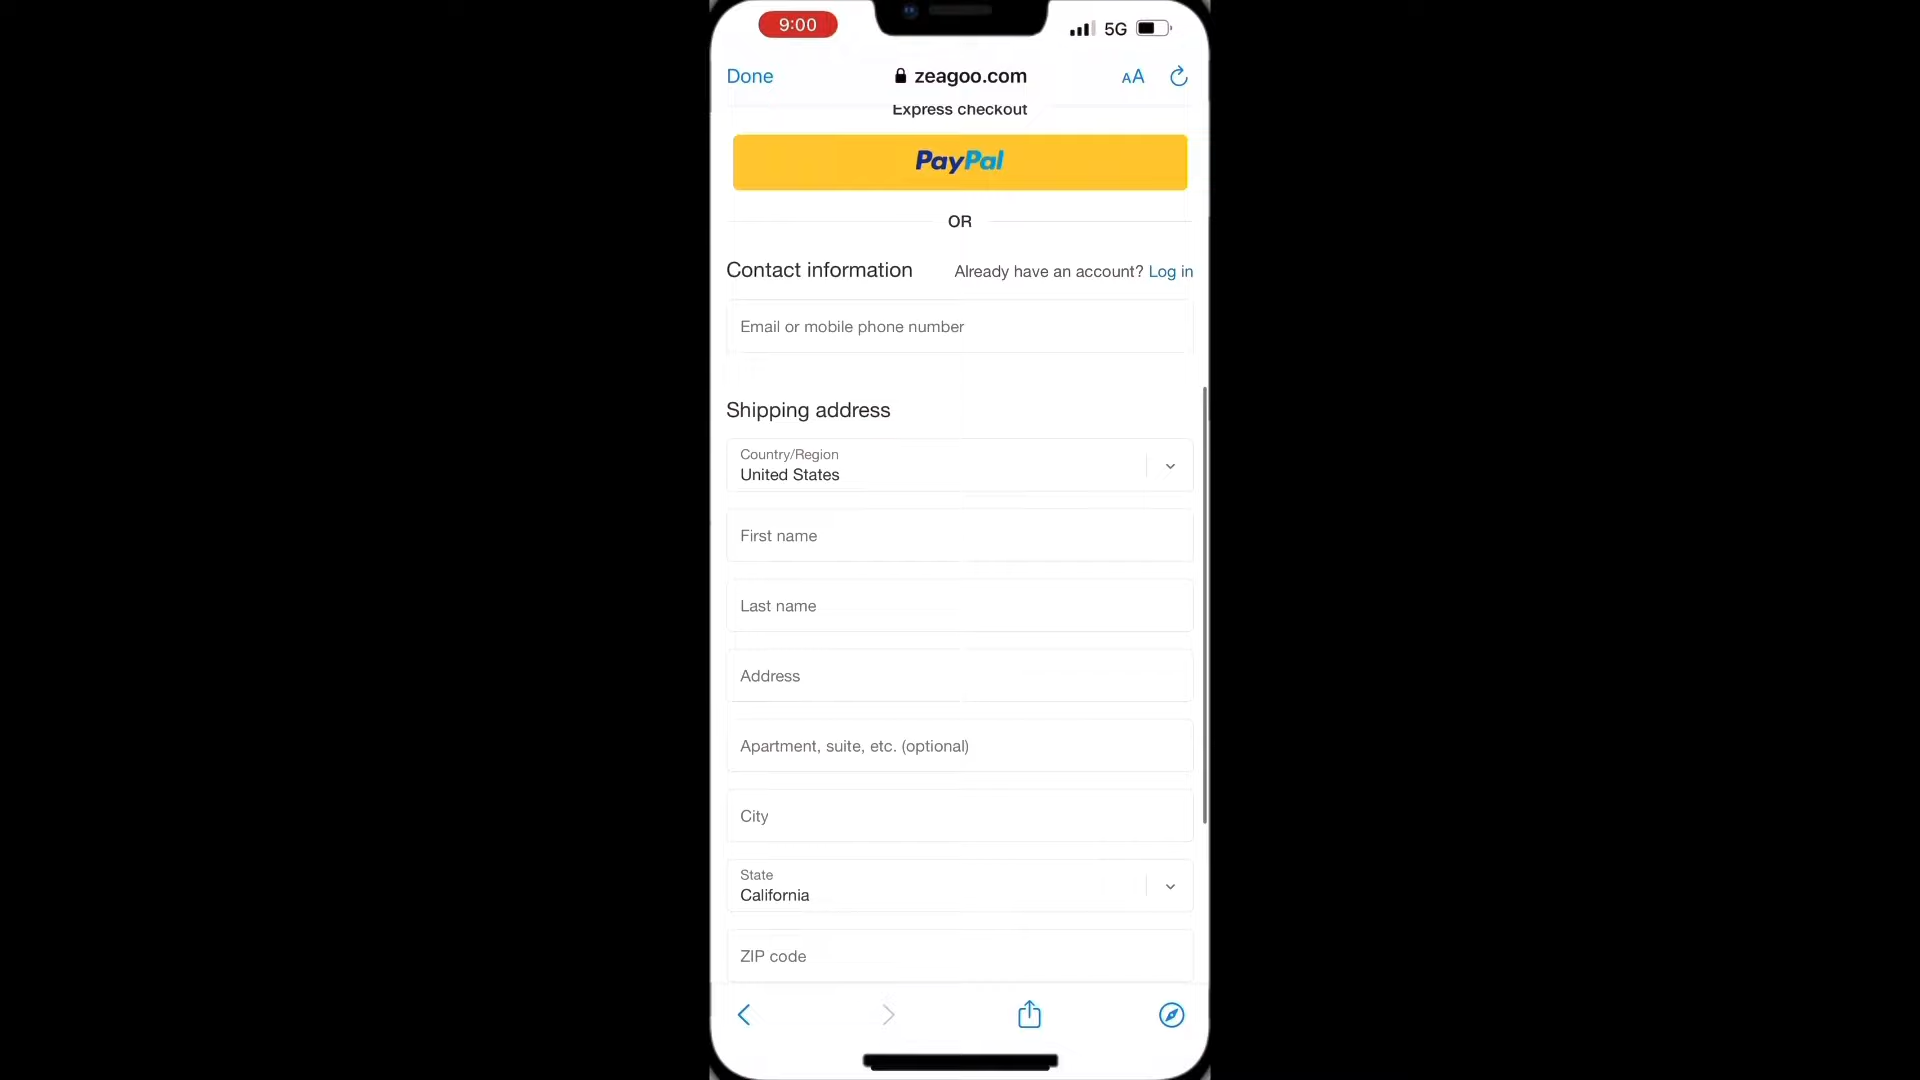 9:00
5G
Done
zeagoo.com
AA
Express checkout
PayPal
OR
Contact information
Already have an account? Log in
Email or mobile phone number
Shipping address
Country/Region
United States
First name
Last name
Address
Apartment, suite, etc. (optional)
City
State
California
ZIP code